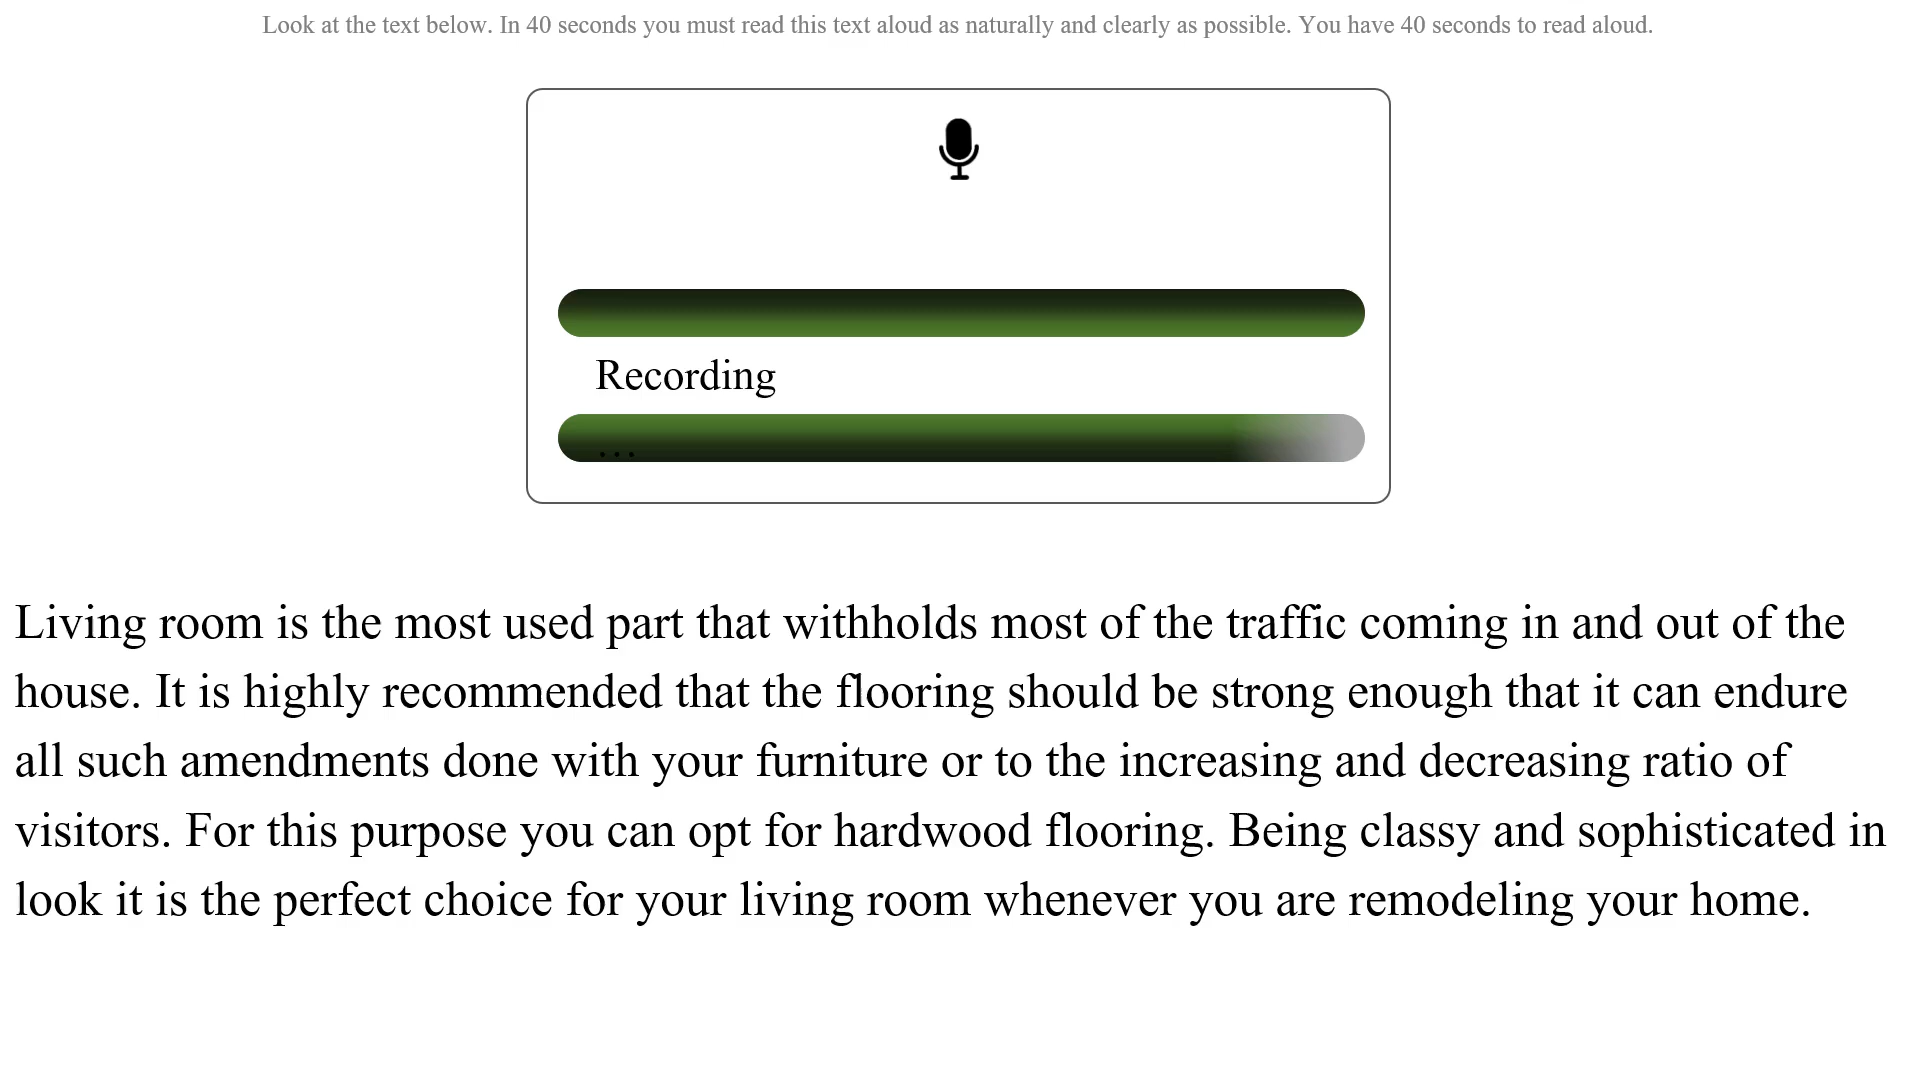 Look at the text below. In 40 seconds you must read this text aloud as naturally and clearly as possible. You have 40 seconds to read aloud.
Recording
...
Living room is the most used part that withholds most of the traffic coming in and out of the
house. It is highly recommended that the flooring should be strong enough that it can endure
all such amendments done with your furniture or to the increasing and decreasing ratio of
visitors. For this purpose you can opt for hardwood flooring. Being classy and sophisticated in
look it is the perfect choice for your living room whenever you are remodeling your home.